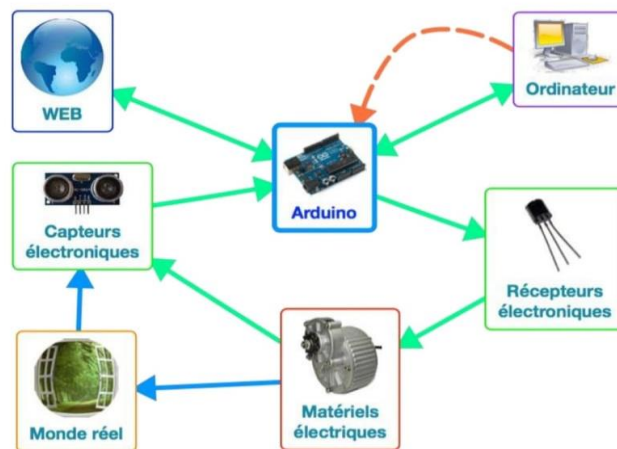 WEB
Ordinateur
Arduino
Capteurs
électroniques
Récepteurs
électroniques
Monde réel
Matériels
électriques